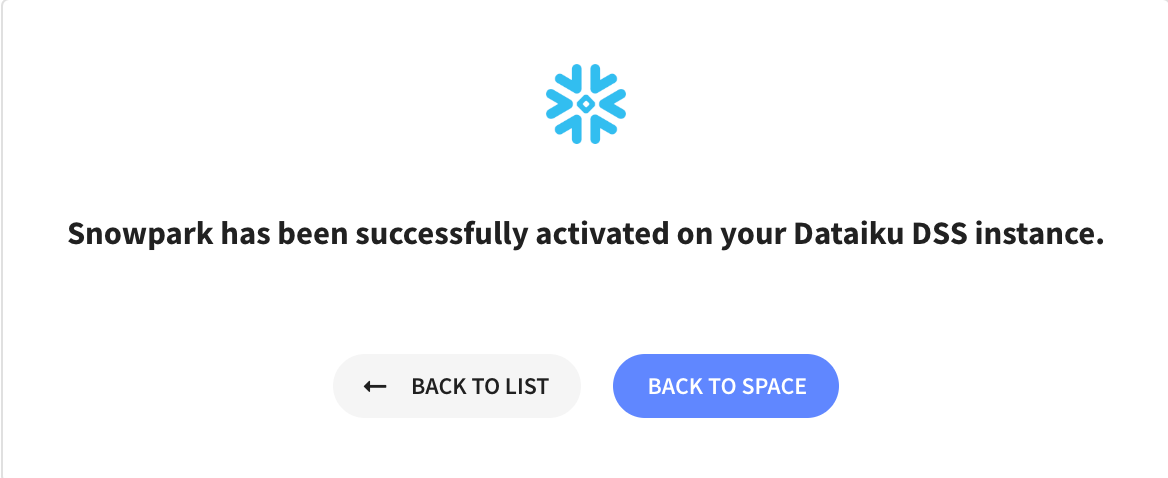 Snowpark has been successfully activated on your Dataiku DSS instance.
BACK TO LIST
BACK TO SPACE